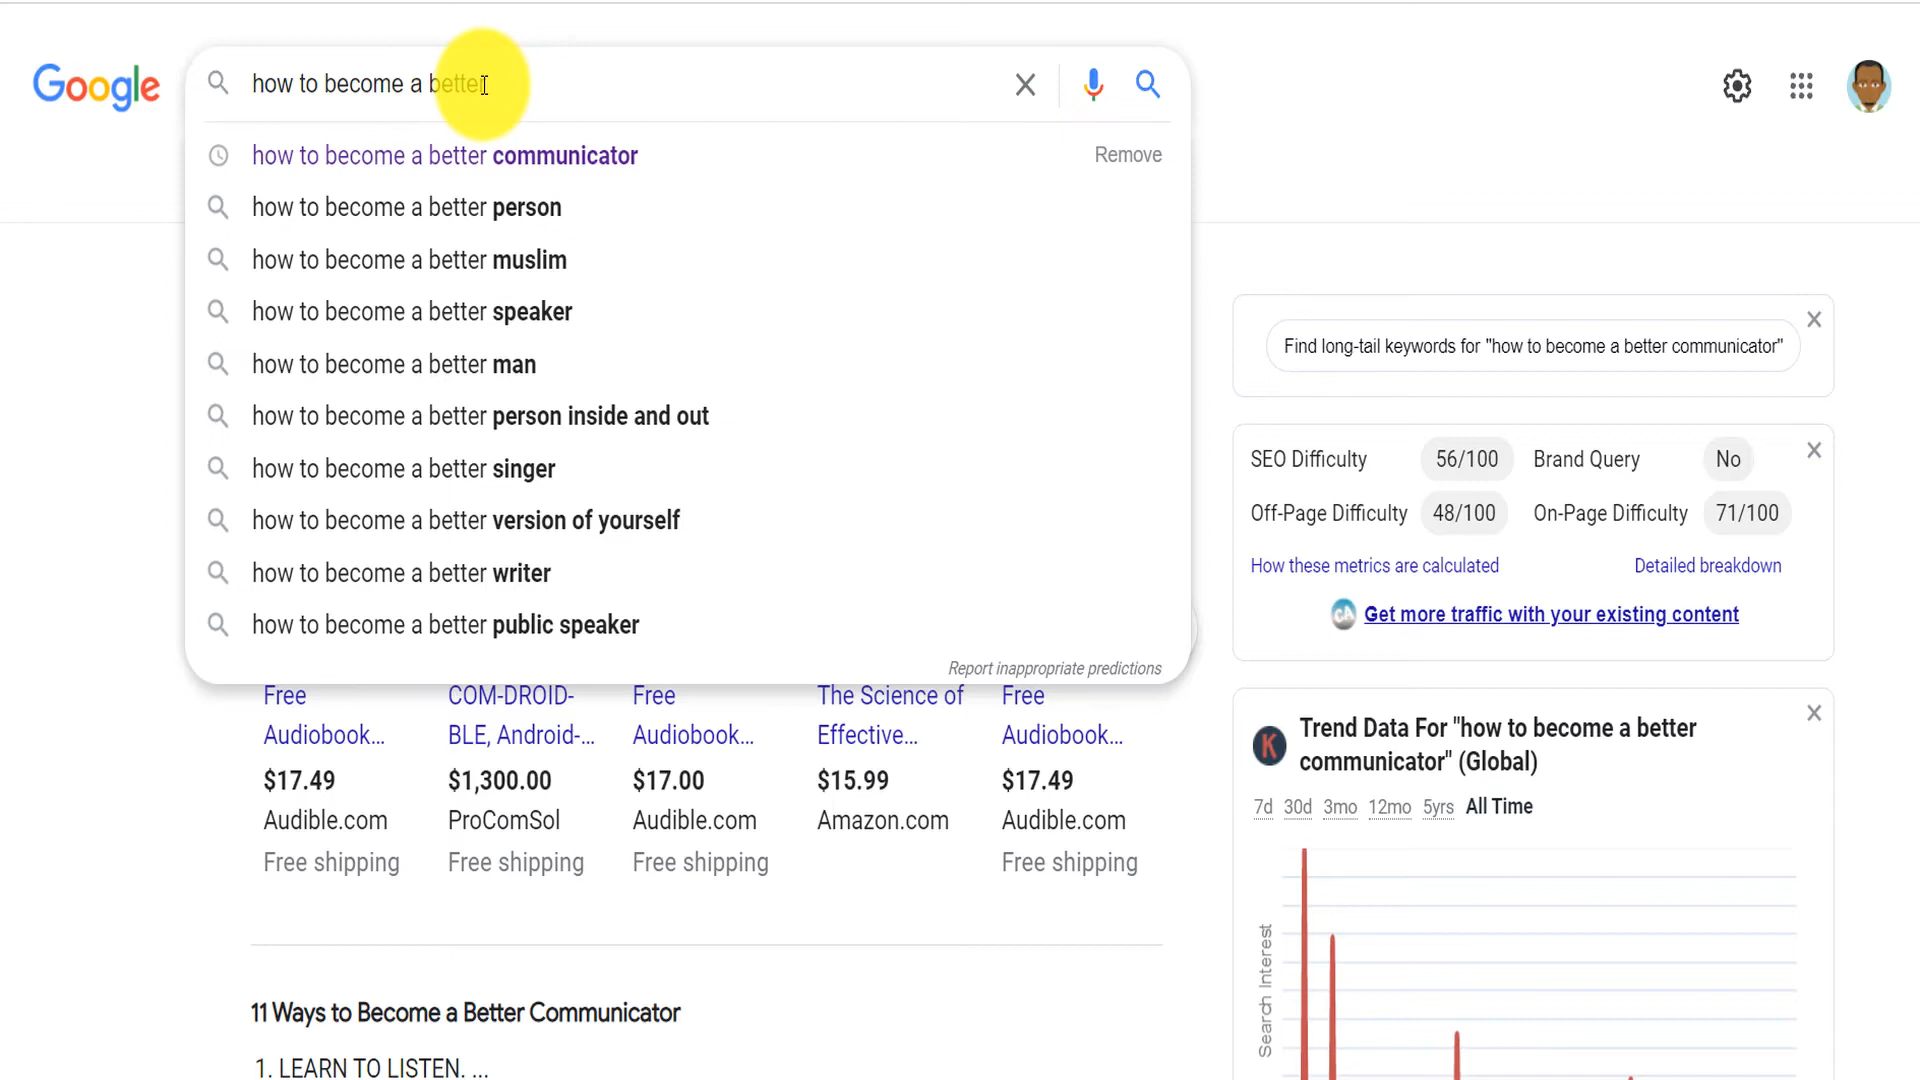 Google
how to become a better
how to become a better communicator
Remove
how to become a better person
how to become a better muslim
how to become a better speaker
how to become a better man
how to become a better person inside and out
how to become a better singer
how to become a better version of yourself
how to become a better writer
how to become a better public speaker
Report inappropriate predictions
Free
Audiobook...
$17.49
Audible.com
Free shipping
COM-DROID-
BLE, Android-...
$1,300.00
ProComSol
Free shipping
Free
Audiobook...
$17.00
Audible.com
Free shipping
The Science of
Effective...
$15.99
Amazon.com
Free
Audiobook...
$17.49
Audible.com
Free shipping
11 Ways to Become a Better Communicator
1. LEARN TO LISTEN. ...
Find long-tail keywords for "how to become a better communicator"
SEO Difficulty 56/100 Brand Query No
Off-Page Difficulty 48/100 On-Page Difficulty 71/100
How these metrics are calculated Detailed breakdown
CA Get more traffic with your existing content
K
Trend Data For "how to become a better
communicator" (Global)
7d 30d 3mo 12mo 5yrs All Time
Search Interest